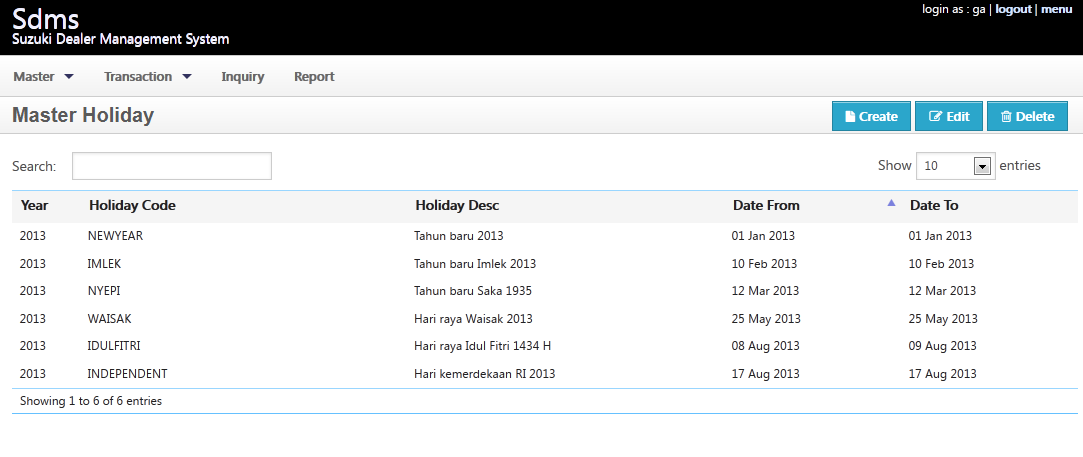 Sdms
Suzuki Dealer Management System
login as : ga | logout | menu
Master Transaction Inquiry Report
Master Holiday
Create Edit Delete
Search: Show 10 entries
Year Holiday Code Holiday Desc Date From Date To
2013 NEWYEAR Tahun baru 2013 01 Jan 2013 01 Jan 2013
2013 IMLEK Tahun baru Imlek 2013 10 Feb 2013 10 Feb 2013
2013 NYEPI Tahun baru Saka 1935 12 Mar 2013 12 Mar 2013
2013 WAISAK Hari raya Waisak 2013 25 May 2013 25 May 2013
2013 IDULFITRI Hari raya Idul Fitri 1434 H 08 Aug 2013 09 Aug 2013
2013 INDEPENDENT Hari kemerdekaan RI 2013 17 Aug 2013 17 Aug 2013
Showing 1 to 6 of 6 entries